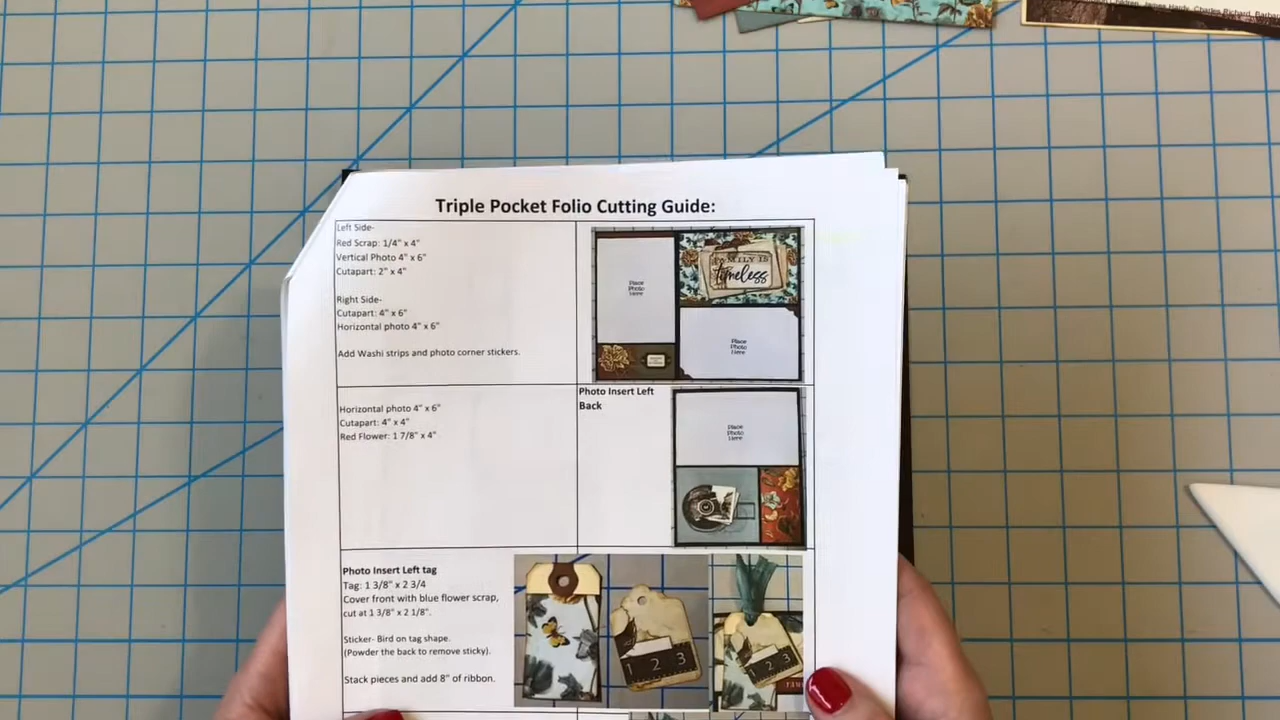 Triple Pocket Folio Cutting Guide:
Left Side-
Red Scrap: 1/4" x 4"
Vertical Photo 4" x 6"
Cutapart: 2" x 4"
Right Side-
Cutapart: 4" x 6"
Horizontal photo 4" x 6"
Add Washi strips and photo corner stickers.
Place
Photo
Here
FAMILY IS
timeless
Place
Photo
Here
Horizontal photo 4" x 6"
Cutapart: 4" x 4"
Red Flower: 1 7/8" x 4"
Photo Insert Left
Back
Place
Photo
Here
Photo Insert Left tag
Tag: 1 3/8" x 2 3/4
Cover front with blue flower scrap,
cut at 1 3/8" x 2 1/8".
Sticker- Bird on tag shape.
(Powder the back to remove sticky).
Stack pieces and add 8" of ribbon.
1 2 3
1 2 3